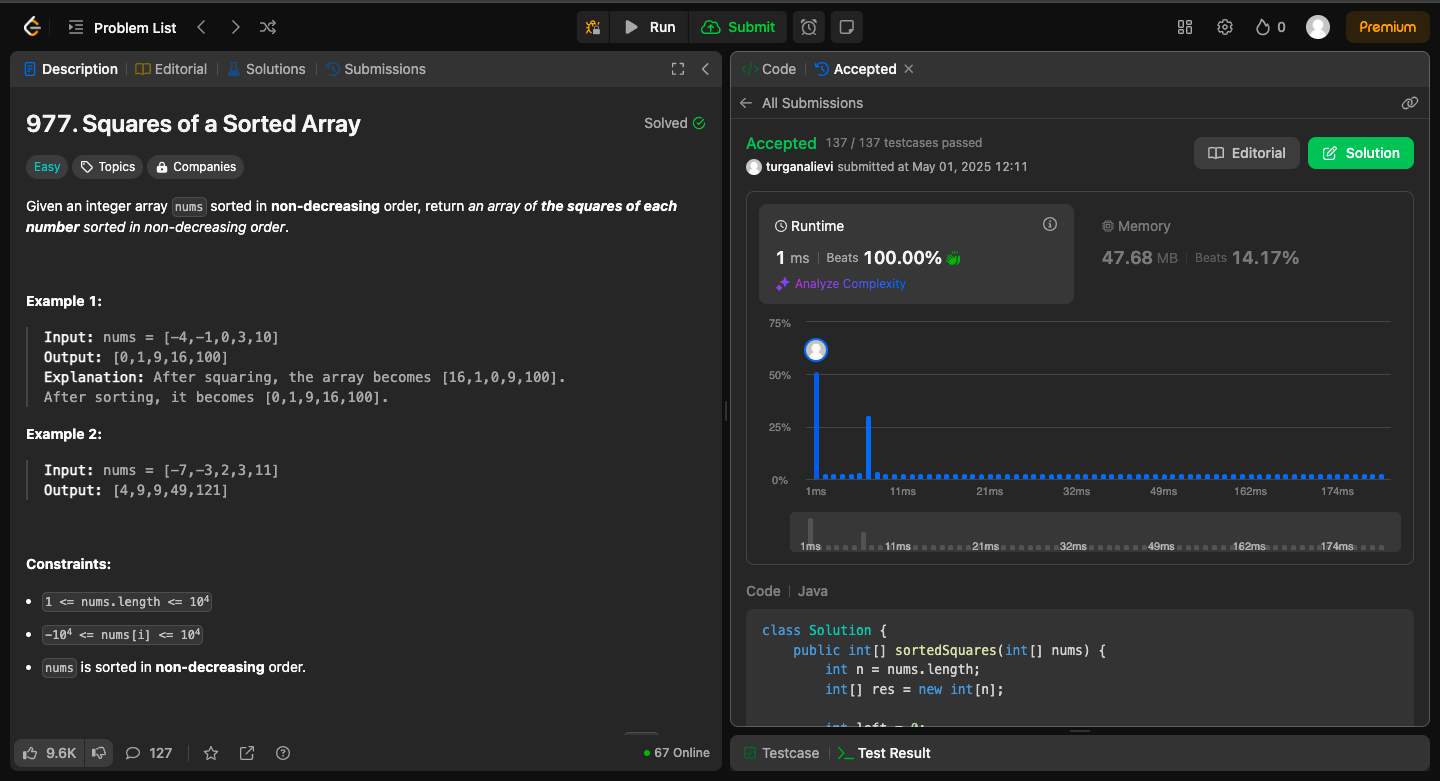 Problem List
Run
Submit
0
Premium
Description
Editorial
Solutions
Submissions
977. Squares of a Sorted Array
Solved
Easy
Topics
Companies
Given an integer array nums sorted in non-decreasing order, return an array of the squares of each
number sorted in non-decreasing order.
Example 1:
Input: nums = [-4,-1,0,3,10]
Output: [0,1,9,16,100]
Explanation: After squaring, the array becomes [16,1,0,9,100].
After sorting, it becomes [0,1,9,16,100].
Example 2:
Input: nums = [-7,-3,2,3,11]
Output: [4,9,9,49,121]
Constraints:
1 <= nums.length <= 10⁴
-10⁴ <= nums[i] <= 10⁴
nums is sorted in non-decreasing order.
9.6K
127
67 Online
Code
Accepted
All Submissions
Accepted 137 / 137 testcases passed
turganalievi submitted at May 01, 2025 12:11
Editorial
Solution
Runtime
1 ms Beats 100.00%
Analyze Complexity
Memory
47.68 MB Beats 14.17%
75%
50%
25%
0%
1ms 11ms 21ms 32ms 49ms 162ms 174ms
1ms 11ms 21ms 32ms 49ms 162ms 174ms
Code Java
class Solution {
public int[] sortedSquares(int[] nums) {
int n = nums.length;
int[] res = new int[n];
int left = 0;
Testcase
Test Result